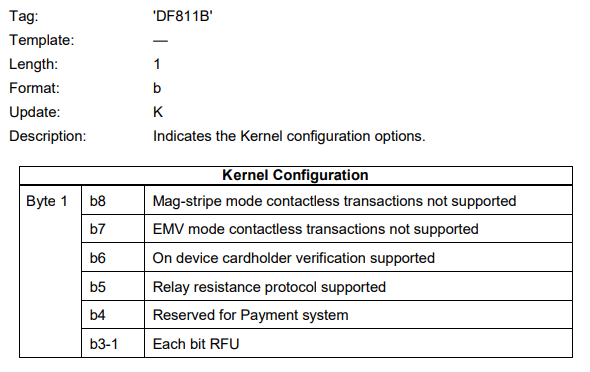 Tag: 'DF811B'
Template: —
Length: 1
Format: b
Update: K
Description: Indicates the Kernel configuration options.
Kernel Configuration
Byte 1 b8 Mag-stripe mode contactless transactions not supported
b7 EMV mode contactless transactions not supported
b6 On device cardholder verification supported
b5 Relay resistance protocol supported
b4 Reserved for Payment system
b3-1 Each bit RFU